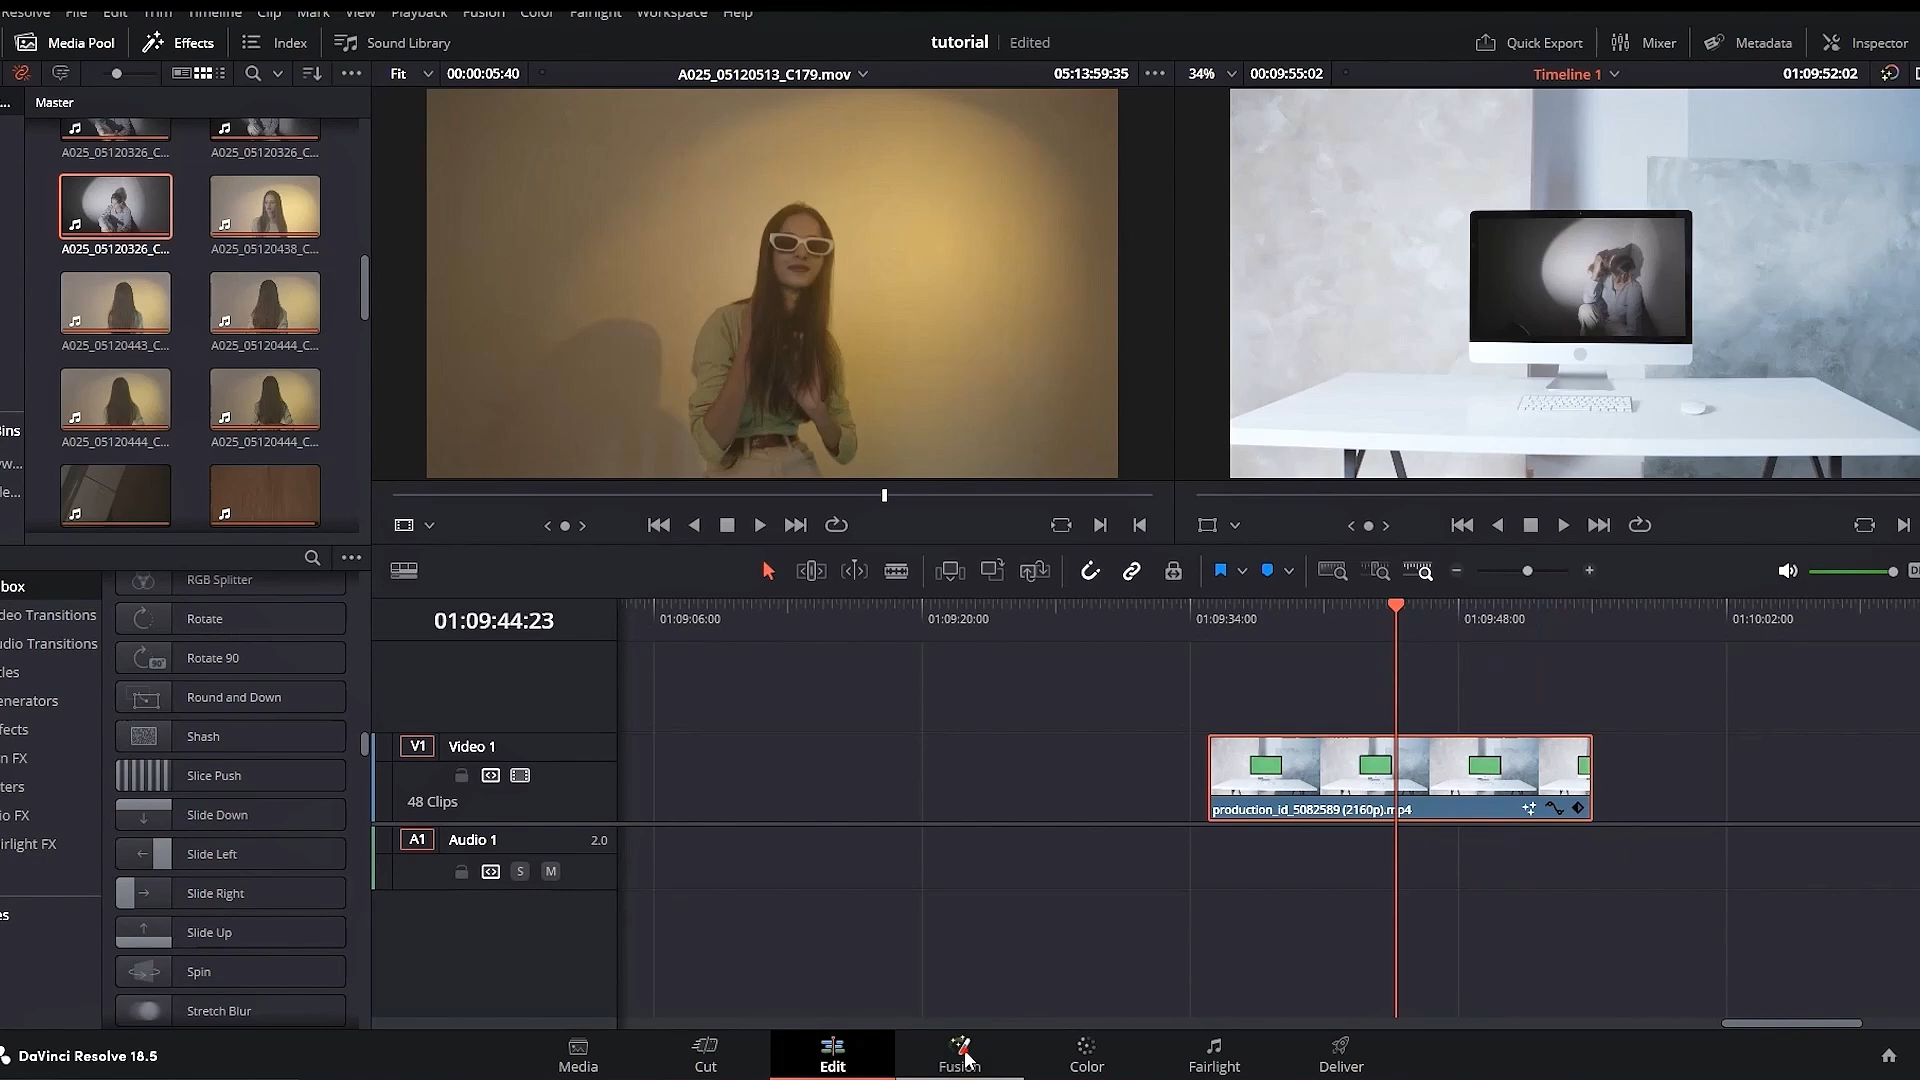 Resolve File Edit Trim Timeline Clip Mark View Playback Fusion Color Fairlight Workspace Help
Media Pool Effects Index Sound Library tutorial Edited Quick Export Mixer Metadata Inspector
Fit 00:00:05:40 A025_05120513_C179.mov 05:13:59:35 34% 00:09:55:02 Timeline 1 01:09:52:02
Master
A025_05120326_C... A025_05120326_C...
A025_05120326_C... A025_05120438_C...
A025_05120443_C... A025_05120444_C...
A025_05120444_C... A025_05120444_C...
RGB Splitter
Rotate
Rotate 90
Round and Down
Shash
Slice Push
Slide Down
Slide Left
Slide Right
Slide Up
Spin
Stretch Blur
box
deo Transitions
udio Transitions
tles
enerators
fects
n FX
ters
io FX
irlight FX
01:09:44:23
01:09:06:00 01:09:20:00 01:09:34:00 01:09:48:00 01:10:02:00
V1 Video 1
48 Clips
production_id_5082589 (2160p).mp4
A1 Audio 1 2.0
S M
DaVinci Resolve 18.5
Media Cut Edit Fusion Color Fairlight Deliver